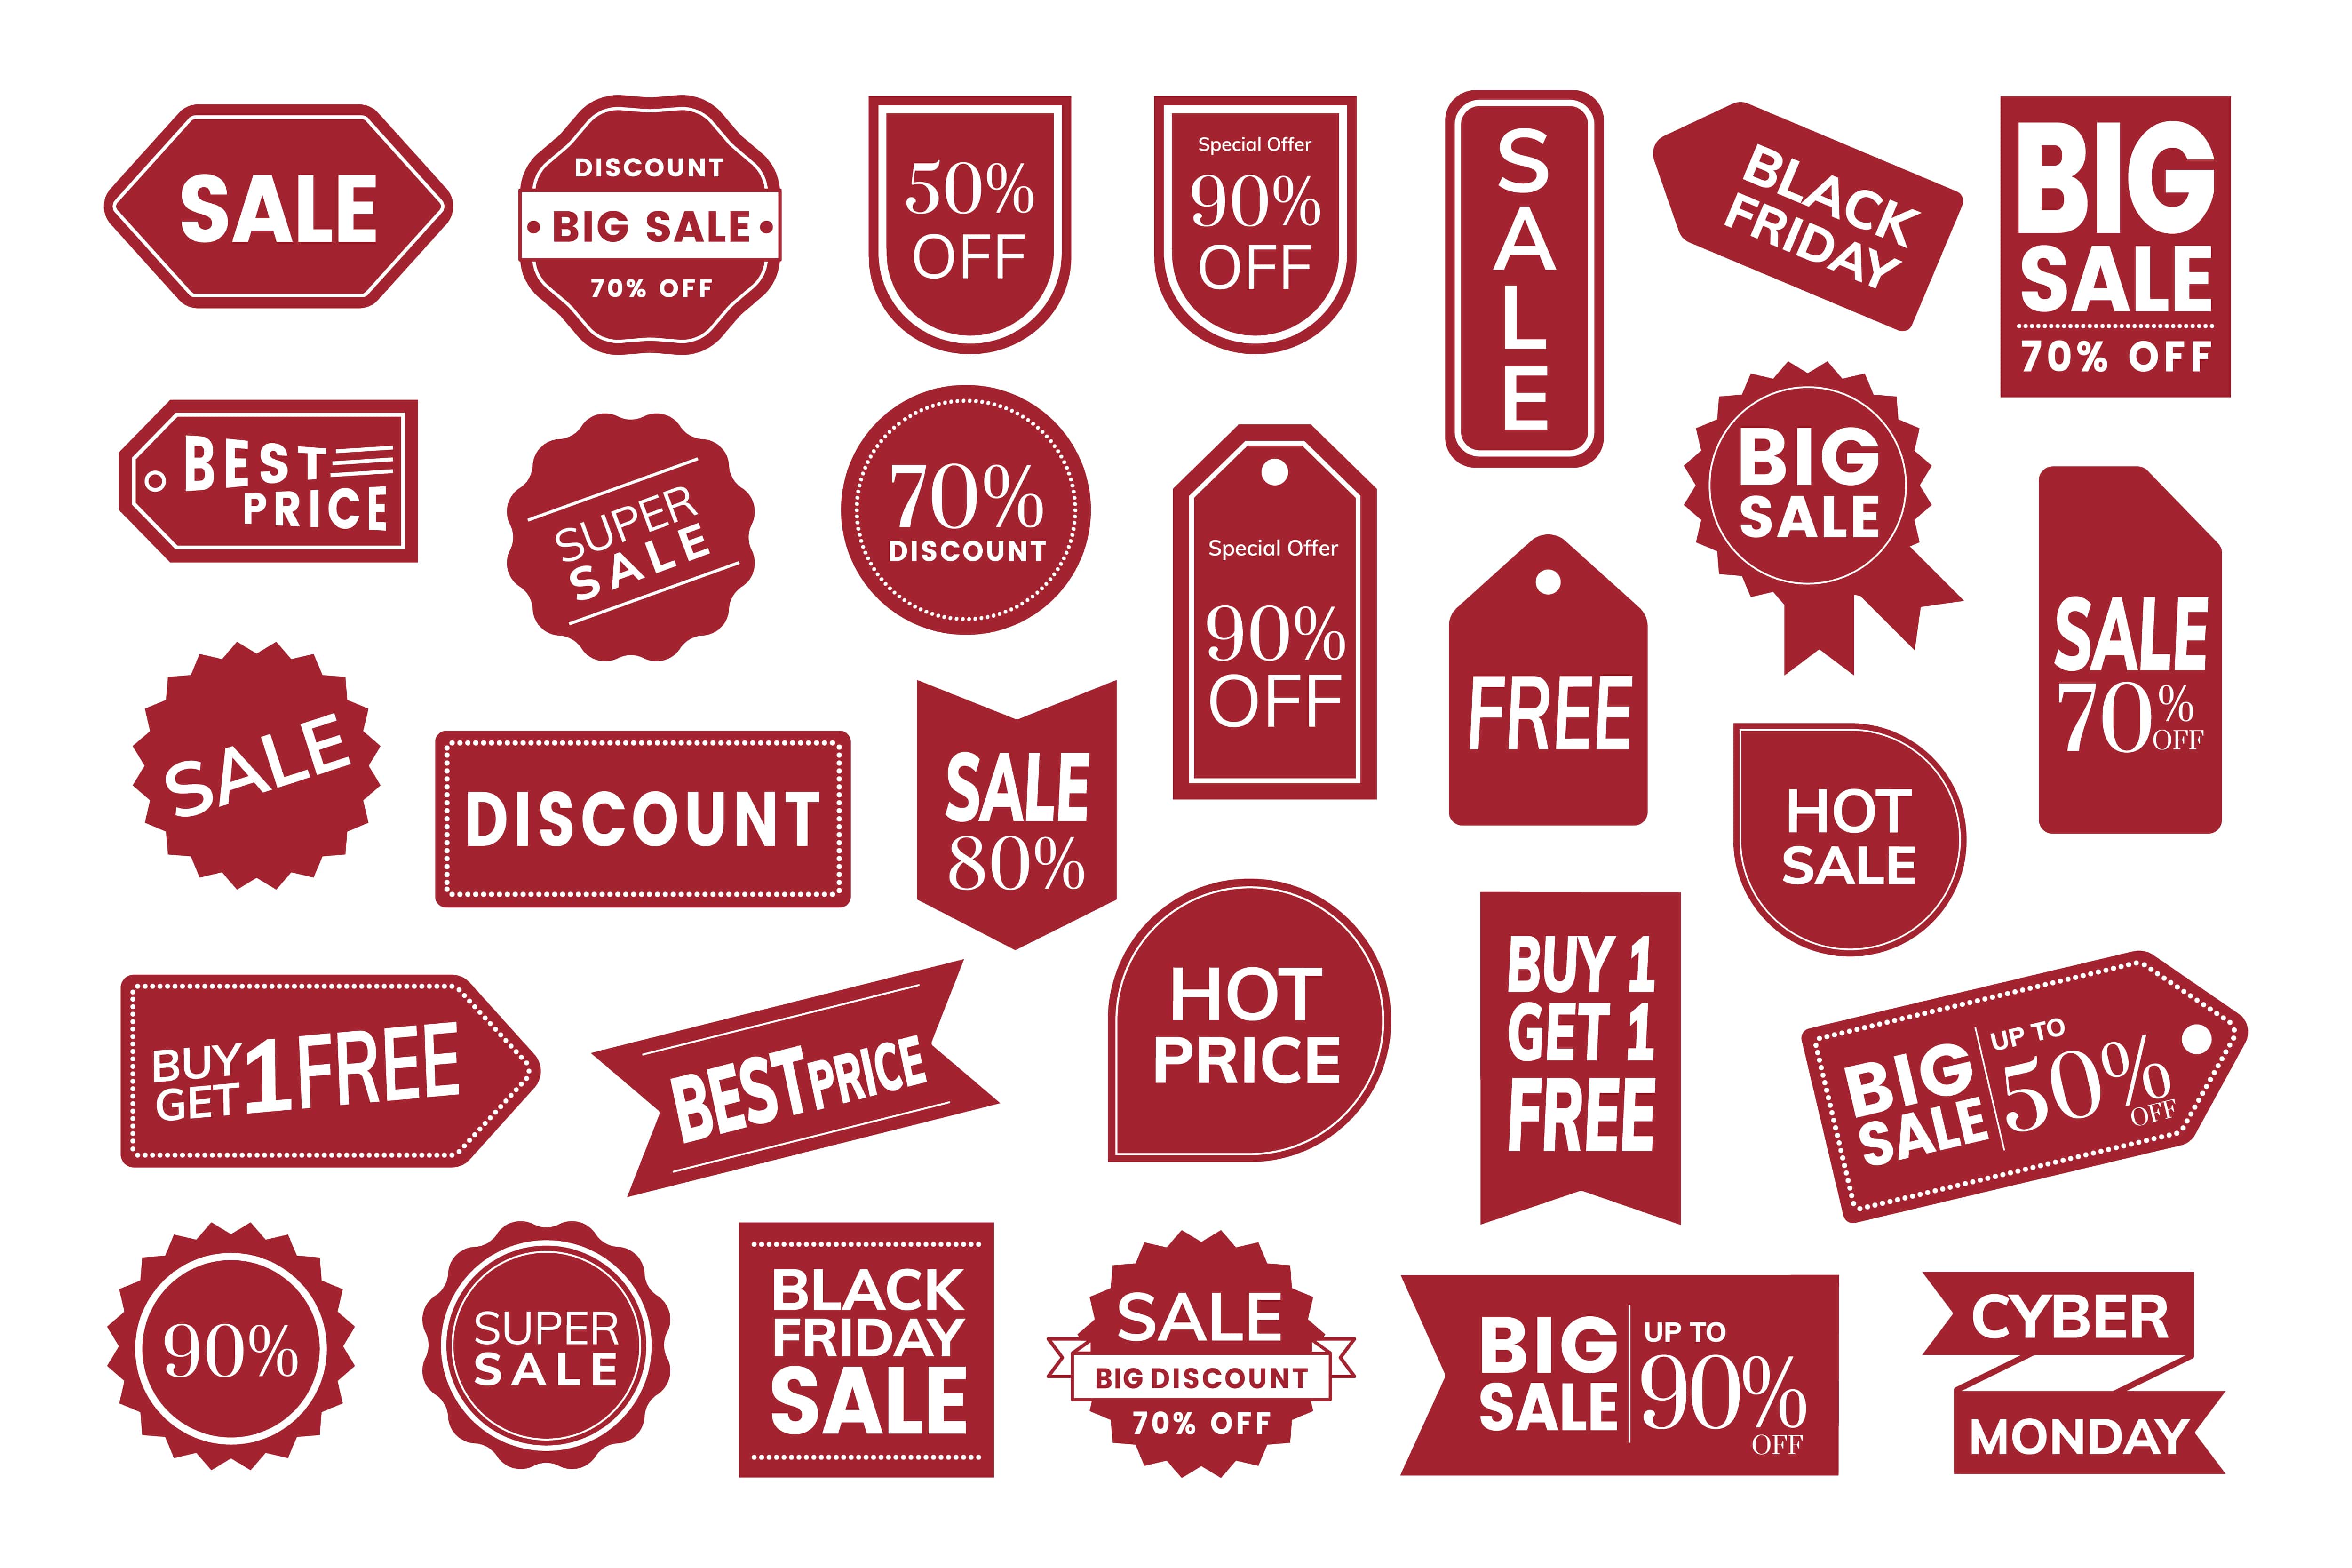 SALE
DISCOUNT
BIG SALE
70% OFF
50%
OFF
Special Offer
90%
OFF
S
A
L
E
BLACK
FRIDAY
BIG
SALE
70% OFF
BEST
PRICE
SUPER
SALE
70%
DISCOUNT
Special Offer
90%
OFF
BIG
SALE
FREE
SALE
70%
OFF
SALE
DISCOUNT
SALE
80%
HOT
SALE
BUY
GET 1 FREE
BEST PRICE
HOT
PRICE
BUY 1
GET 1
FREE
BIG
SALE
UP TO
50%
OFF
90%
SUPER
SALE
BLACK
FRIDAY
SALE
SALE
BIG DISCOUNT
70% OFF
BIG
SALE
UP TO
90%
OFF
CYBER
MONDAY